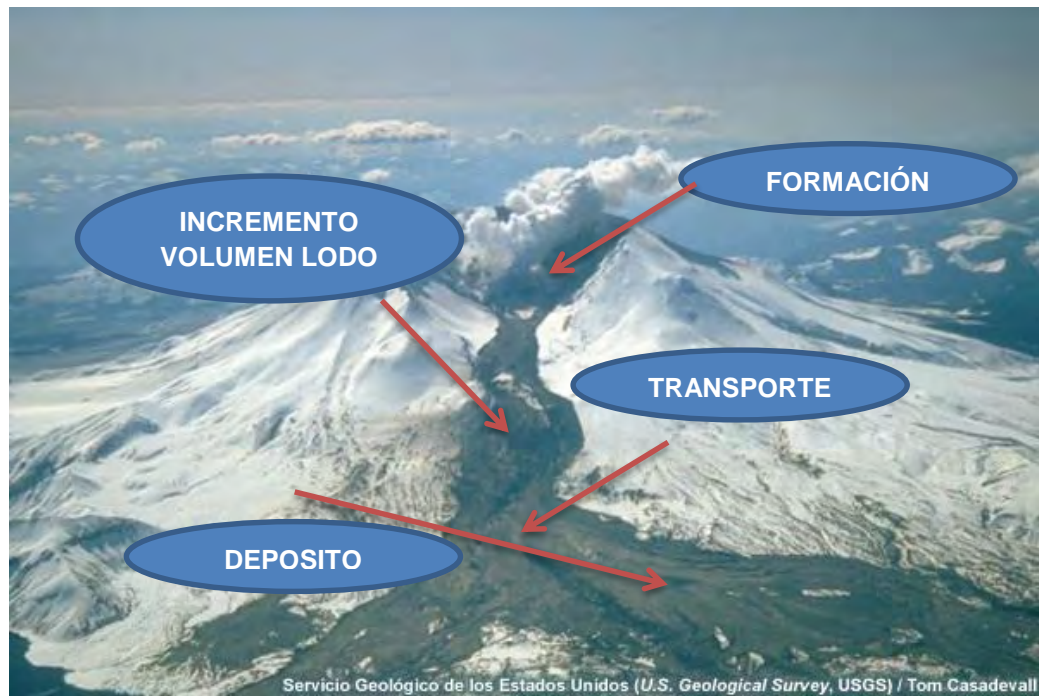 FORMACIÓN
INCREMENTO
VOLUMEN LODO
TRANSPORTE
DEPOSITO
Servicio Geológico de los Estados Unidos (U.S. Geological Survey, USGS) / Tom Casadevall